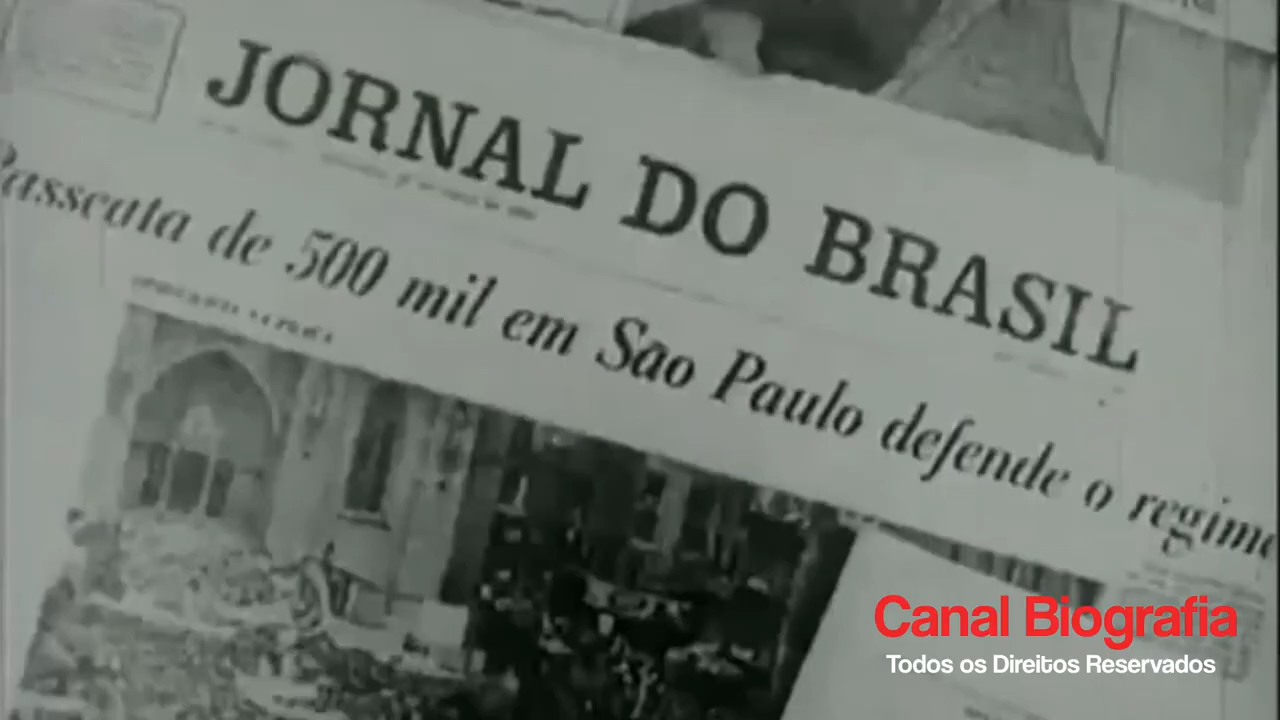 JORNAL DO BRASIL
Passeata de 500 mil em São Paulo defende o regime
Canal Biografia
Todos os Direitos Reservados